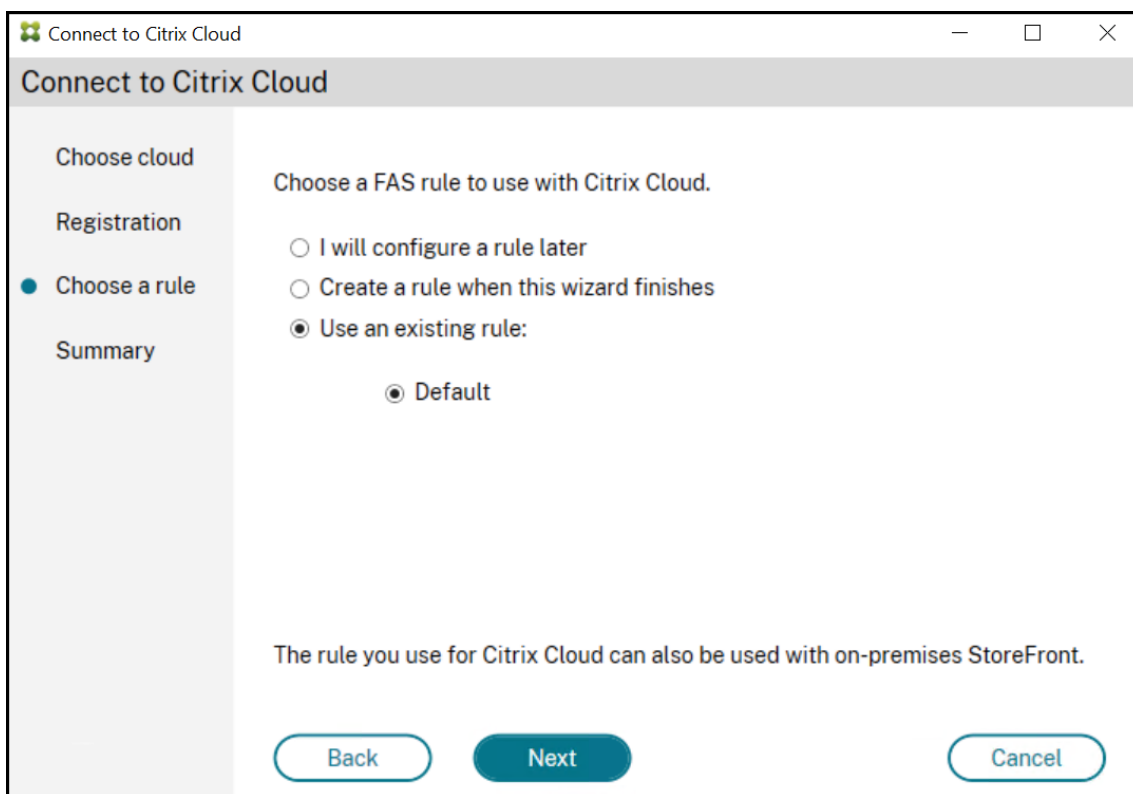 Connect to Citrix Cloud
Connect to Citrix Cloud
Choose cloud
Registration
Choose a rule
Summary
Choose a FAS rule to use with Citrix Cloud.
I will configure a rule later
Create a rule when this wizard finishes
Use an existing rule:
Default
The rule you use for Citrix Cloud can also be used with on-premises StoreFront.
Back
Next
Cancel